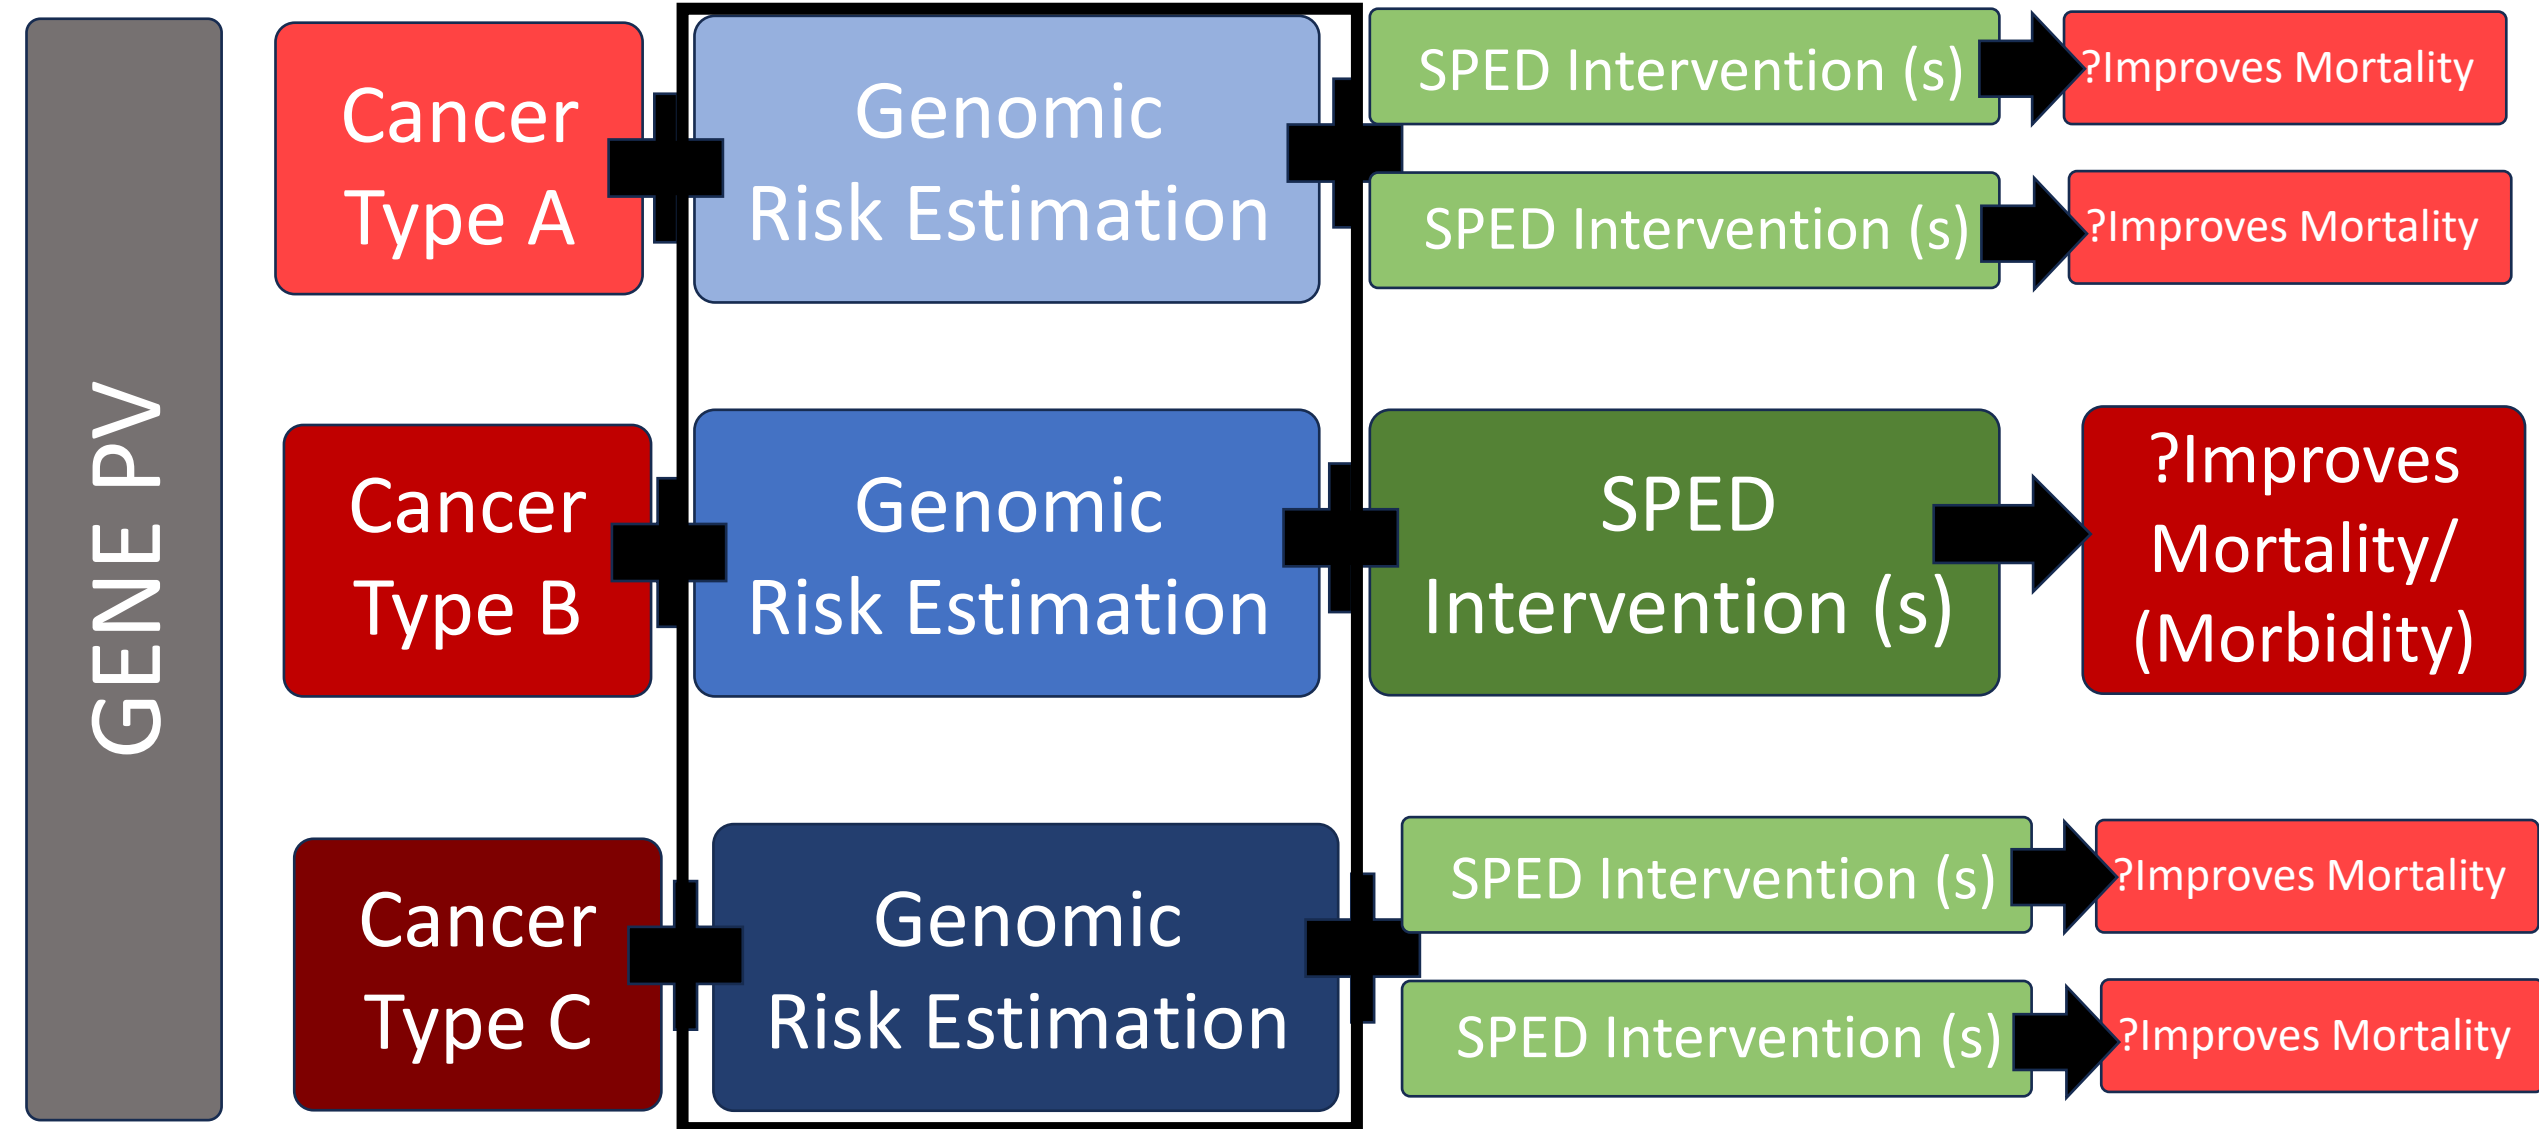 GENE PV
Cancer
Type A
Genomic
Risk Estimation
SPED Intervention (s)
?Improves Mortality
SPED Intervention (s)
?Improves Mortality
Cancer
Type B
Genomic
Risk Estimation
SPED
Intervention (s)
?Improves
Mortality/
(Morbidity)
Cancer
Type C
Genomic
Risk Estimation
SPED Intervention (s)
?Improves Mortality
SPED Intervention (s)
?Improves Mortality